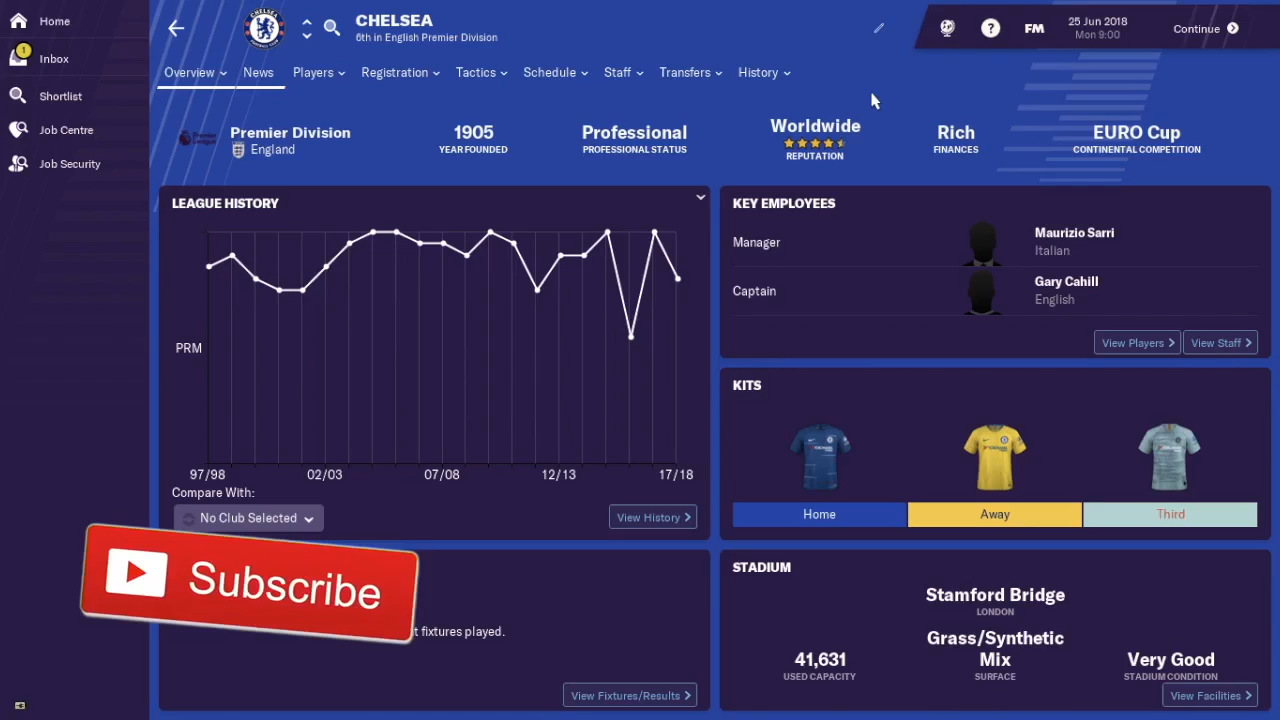 Home
Inbox
1
Shortlist
Job Centre
Job Security
CHELSEA
6th in English Premier Division
FM
25 Jun 2018
Mon 9:00
Continue
Overview
News
Players
Registration
Tactics
Schedule
Staff
Transfers
History
Premier League
Premier Division
England
1905
YEAR FOUNDED
Professional
PROFESSIONAL STATUS
Worldwide
REPUTATION
Rich
FINANCES
EURO Cup
CONTINENTAL COMPETITION
LEAGUE HISTORY
PRM
97/98
02/03
07/08
12/13
17/18
Compare With:
No Club Selected
View History
KEY EMPLOYEES
Manager
Maurizio Sarri
Italian
Captain
Gary Cahill
English
View Players
View Staff
KITS
Home
Away
Third
Subscribe
t fixtures played.
View Fixtures/Results
STADIUM
Stamford Bridge
LONDON
41,631
USED CAPACITY
Grass/Synthetic
Mix
SURFACE
Very Good
STADIUM CONDITION
View Facilities